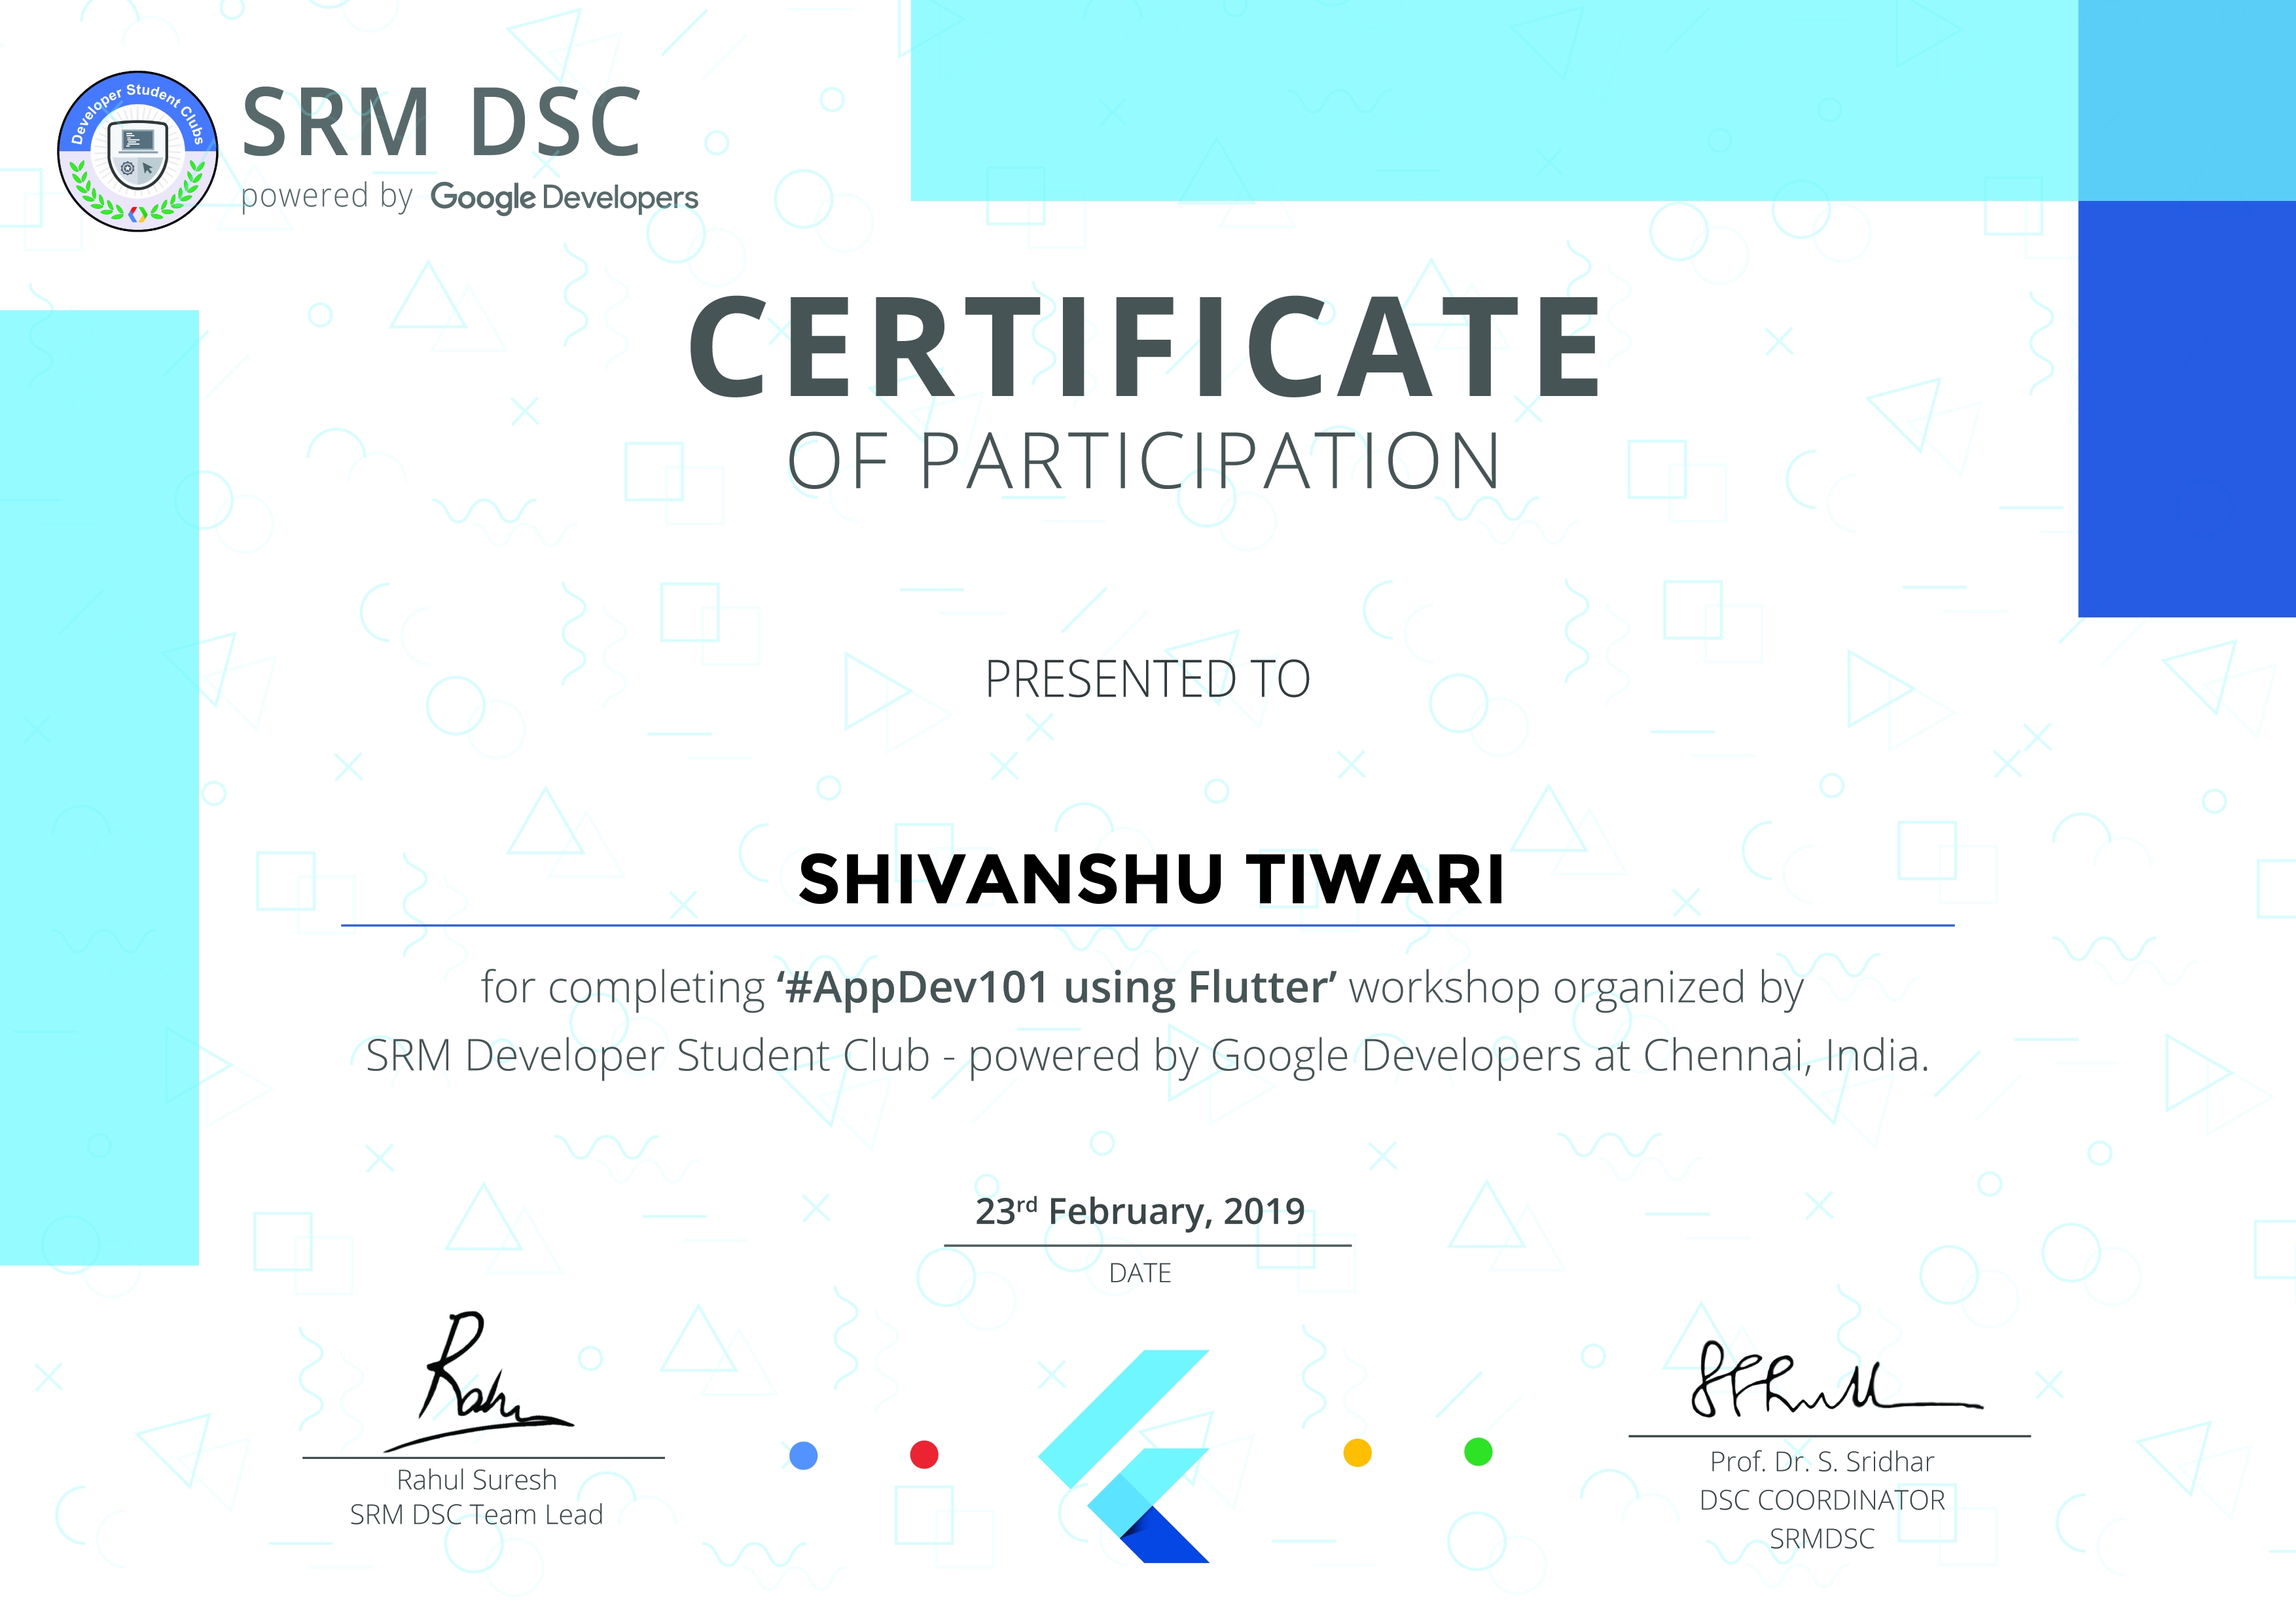 Developer Student Clubs
SRM DSC
powered by Google Developers
CERTIFICATE
OF PARTICIPATION
PRESENTED TO
SHIVANSHU TIWARI
for completing ‘#AppDev101 using Flutter’ workshop organized by
SRM Developer Student Club - powered by Google Developers at Chennai, India.
23rd February, 2019
DATE
Rahul Suresh
SRM DSC Team Lead
Prof. Dr. S. Sridhar
DSC COORDINATOR
SRMDSC